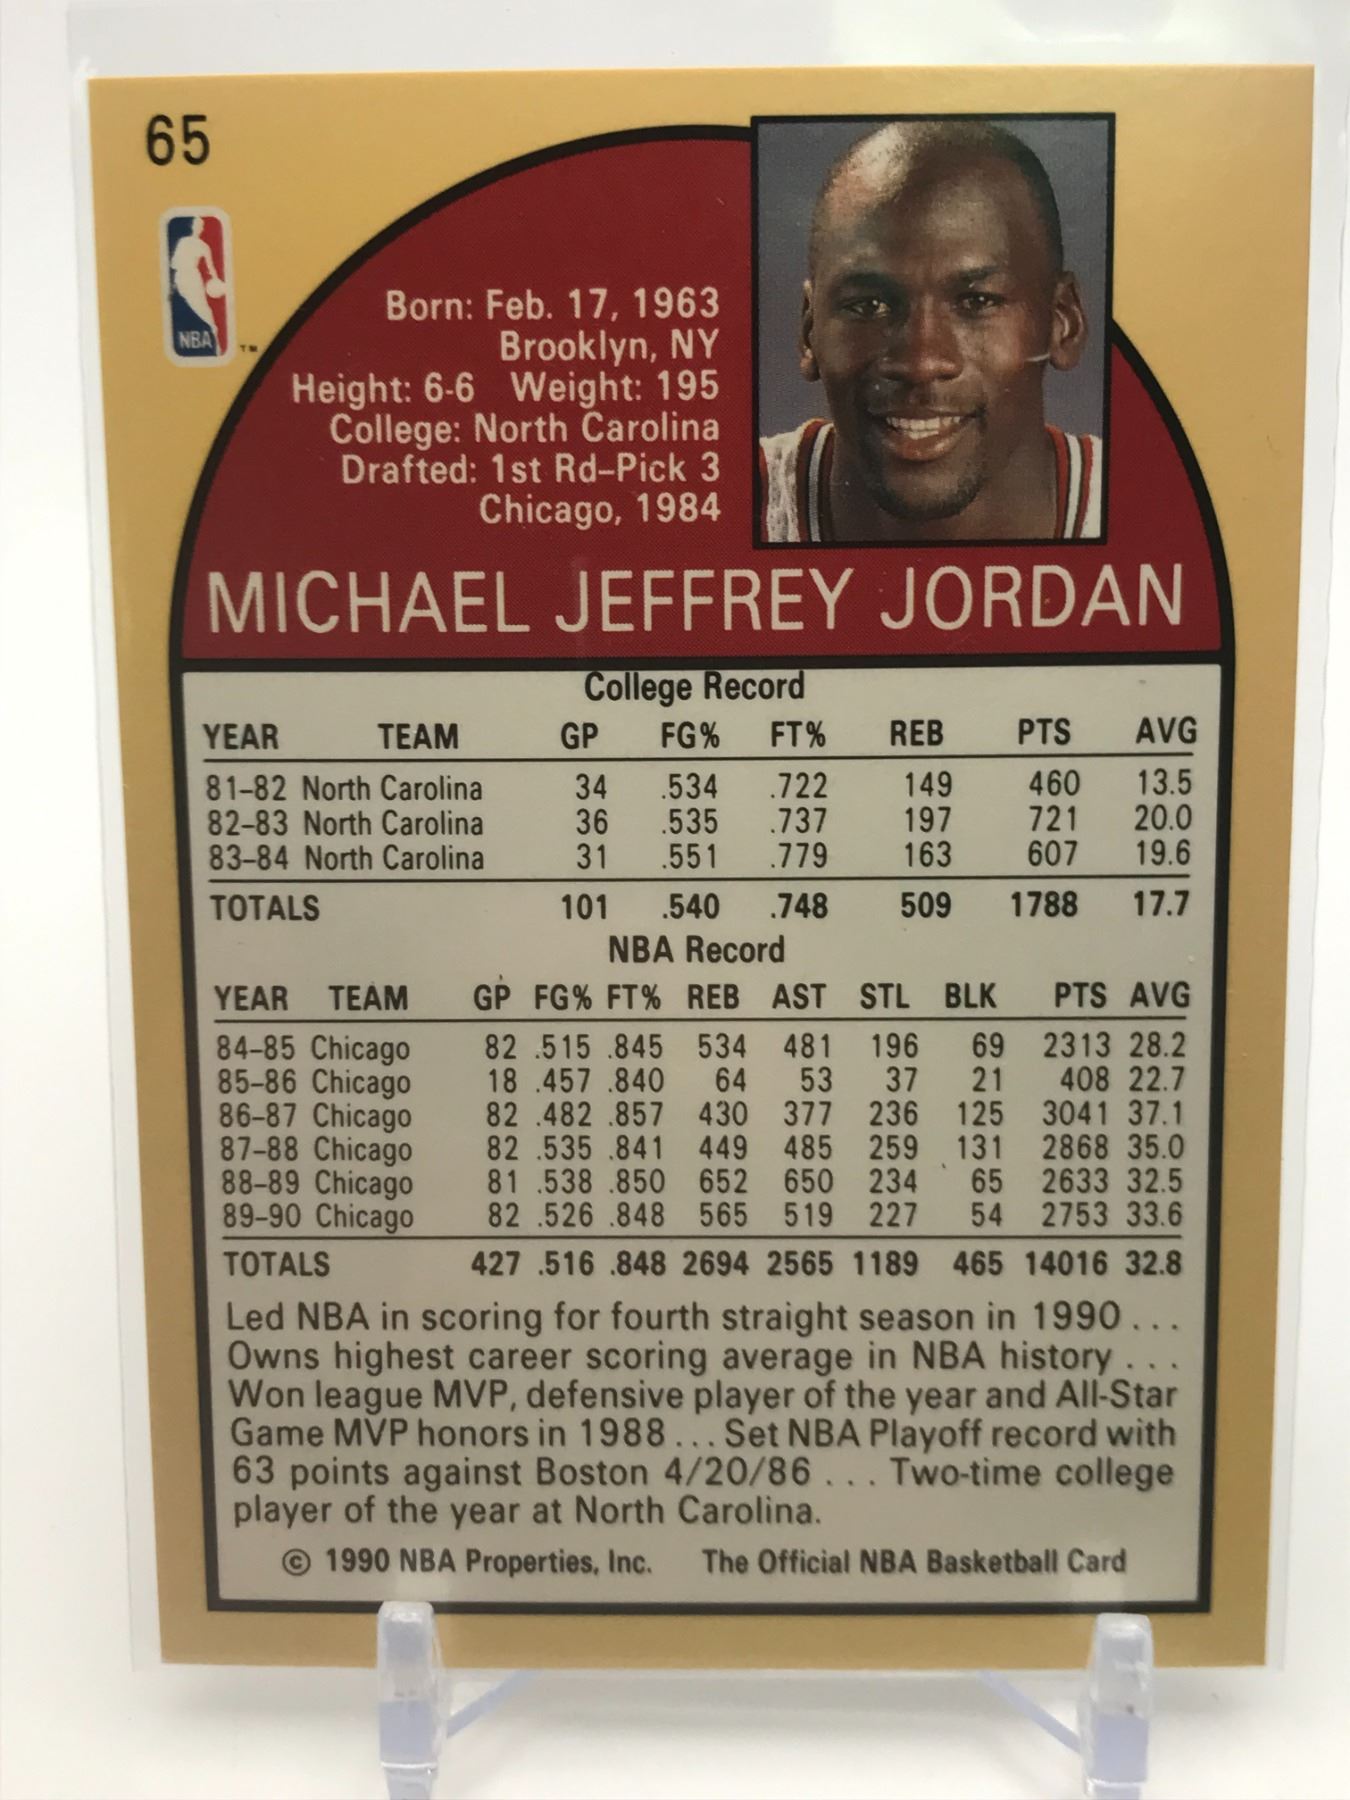 65
NBA
TM
Born: Feb. 17, 1963
Brooklyn, NY
Height: 6-6 Weight: 195
College: North Carolina
Drafted: 1st Rd–Pick 3
Chicago, 1984
MICHAEL JEFFREY JORDAN
College Record
YEAR TEAM GP FG% FT% REB PTS AVG
81–82 North Carolina 34 .534 .722 149 460 13.5
82–83 North Carolina 36 .535 .737 197 721 20.0
83–84 North Carolina 31 .551 .779 163 607 19.6
TOTALS 101 .540 .748 509 1788 17.7
NBA Record
YEAR TEAM GP FG% FT% REB AST STL BLK PTS AVG
84–85 Chicago 82 .515 .845 534 481 196 69 2313 28.2
85–86 Chicago 18 .457 .840 64 53 37 21 408 22.7
86–87 Chicago 82 .482 .857 430 377 236 125 3041 37.1
87–88 Chicago 82 .535 .841 449 485 259 131 2868 35.0
88–89 Chicago 81 .538 .850 652 650 234 65 2633 32.5
89–90 Chicago 82 .526 .848 565 519 227 54 2753 33.6
TOTALS 427 .516 .848 2694 2565 1189 465 14016 32.8
Led NBA in scoring for fourth straight season in 1990 . . .
Owns highest career scoring average in NBA history . . .
Won league MVP, defensive player of the year and All-Star
Game MVP honors in 1988 . . . Set NBA Playoff record with
63 points against Boston 4/20/86 . . . Two-time college
player of the year at North Carolina.
© 1990 NBA Properties, Inc. The Official NBA Basketball Card